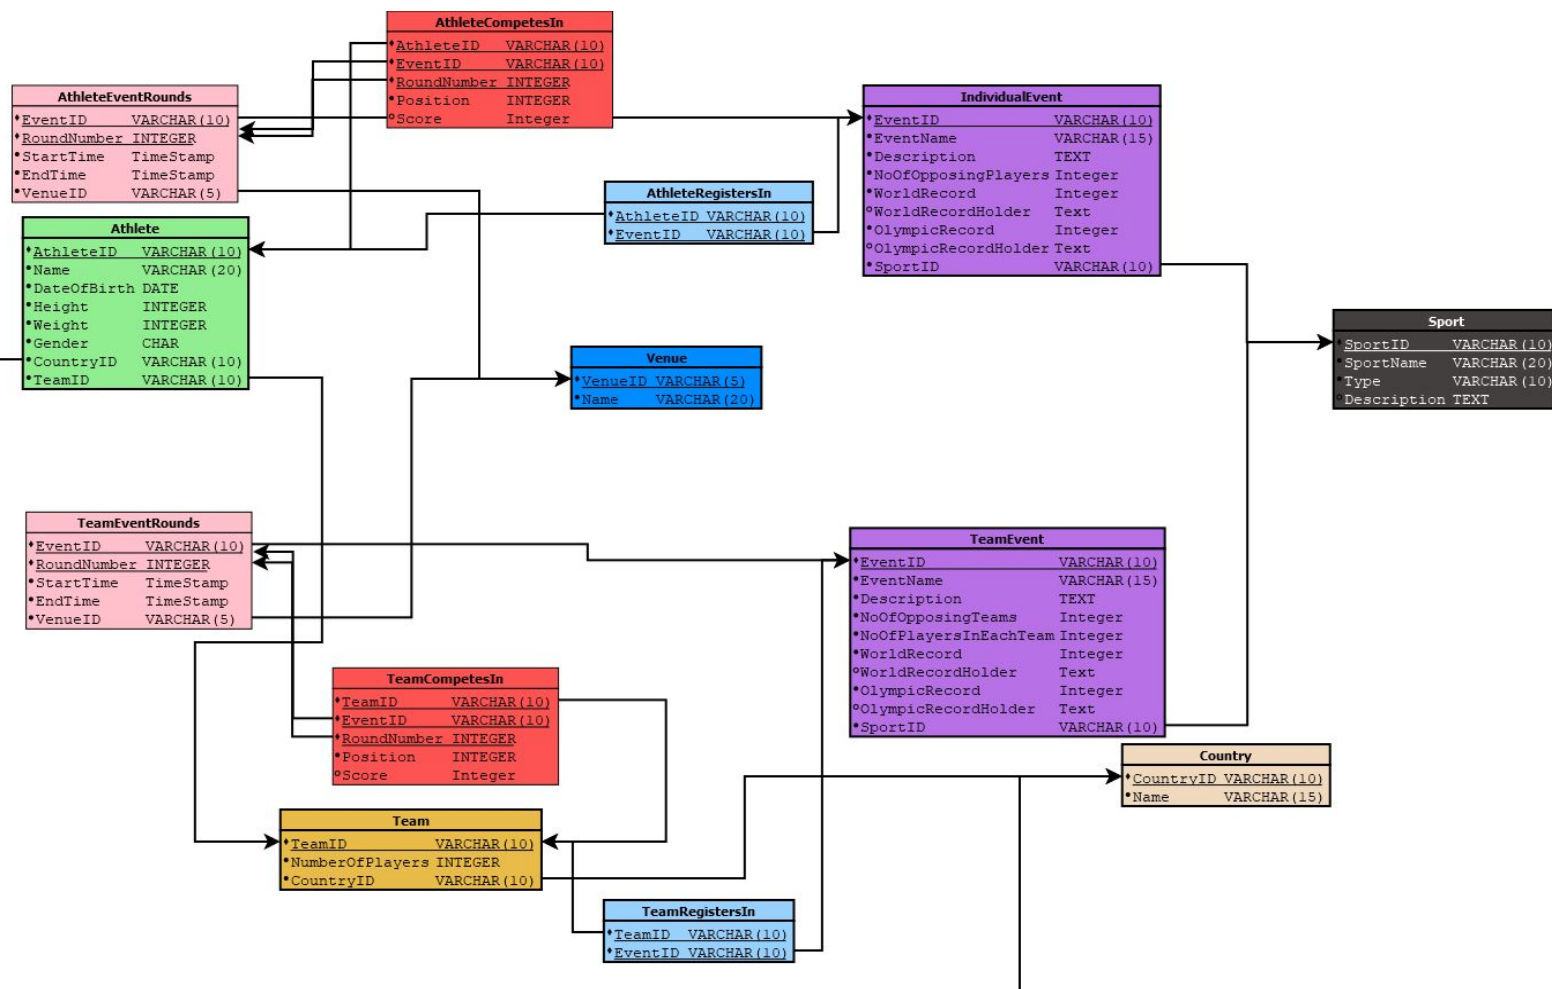 AthleteCompetesIn
AthleteID VARCHAR(10)
EventID VARCHAR(10)
RoundNumber INTEGER
Position INTEGER
Score Integer
AthleteEventRounds
EventID VARCHAR(10)
RoundNumber INTEGER
StartTime TimeStamp
EndTime TimeStamp
VenueID VARCHAR(5)
IndividualEvent
EventID VARCHAR(10)
EventName VARCHAR(15)
Description TEXT
NoOfOpposingPlayers Integer
WorldRecord Integer
WorldRecordHolder Text
OlympicRecord Integer
OlympicRecordHolder Text
SportID VARCHAR(10)
AthleteRegistersIn
AthleteID VARCHAR(10)
EventID VARCHAR(10)
Athlete
AthleteID VARCHAR(10)
Name VARCHAR(20)
DateOfBirth DATE
Height INTEGER
Weight INTEGER
Gender CHAR
CountryID VARCHAR(10)
TeamID VARCHAR(10)
Sport
SportID VARCHAR(10)
SportName VARCHAR(20)
Type VARCHAR(10)
Description TEXT
Venue
VenueID VARCHAR(5)
Name VARCHAR(20)
TeamEventRounds
EventID VARCHAR(10)
RoundNumber INTEGER
StartTime TimeStamp
EndTime TimeStamp
VenueID VARCHAR(5)
TeamEvent
EventID VARCHAR(10)
EventName VARCHAR(15)
Description TEXT
NoOfOpposingTeams Integer
NoOfPlayersInEachTeam Integer
WorldRecord Integer
WorldRecordHolder Text
OlympicRecord Integer
OlympicRecordHolder Text
SportID VARCHAR(10)
TeamCompetesIn
TeamID VARCHAR(10)
EventID VARCHAR(10)
RoundNumber INTEGER
Position INTEGER
Score Integer
Country
CountryID VARCHAR(10)
Name VARCHAR(15)
Team
TeamID VARCHAR(10)
NumberOfPlayers INTEGER
CountryID VARCHAR(10)
TeamRegistersIn
TeamID VARCHAR(10)
EventID VARCHAR(10)